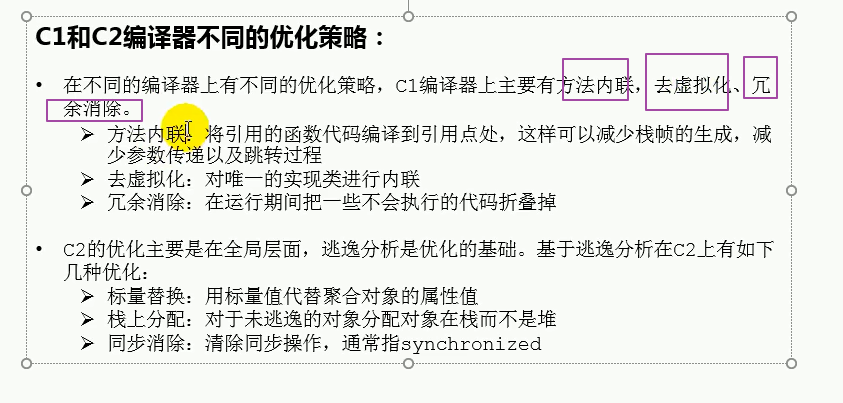 C1和C2编译器不同的优化策略：
• 在不同的编译器上有不同的优化策略，C1编译器上主要有方法内联，去虚拟化、冗
余消除。
➢ 方法内联：将引用的函数代码编译到引用点处，这样可以减少栈帧的生成，减
少参数传递以及跳转过程
➢ 去虚拟化：对唯一的实现类进行内联
➢ 冗余消除：在运行期间把一些不会执行的代码折叠掉
• C2的优化主要是在全局层面，逃逸分析是优化的基础。基于逃逸分析在C2上有如下
几种优化：
➢ 标量替换：用标量值代替聚合对象的属性值
➢ 栈上分配：对于未逃逸的对象分配对象在栈而不是堆
➢ 同步消除：清除同步操作，通常指synchronized